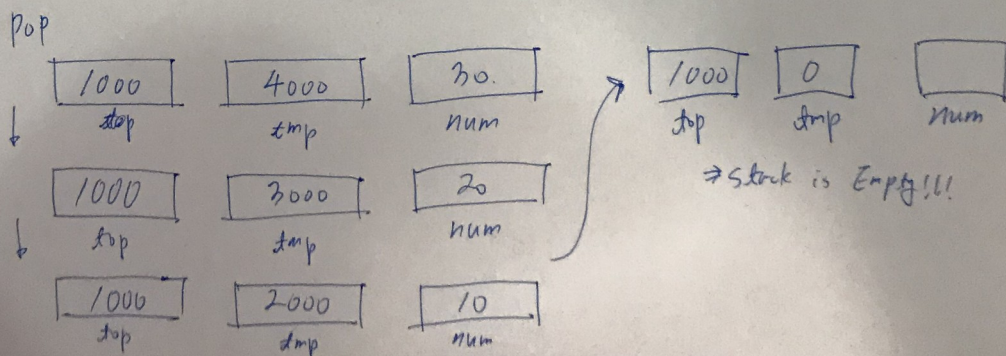 pop
1000 4000 30.
top tmp num
1000 3000 20
top tmp num
1000 2000 10
top tmp num
1000 0
top tmp num
⇒ Stack is Empty!!!